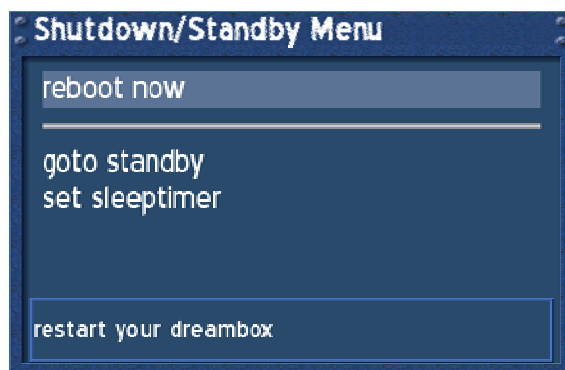 Shutdown/Standby Menu
reboot now
goto standby
set sleeptimer
restart your dreambox